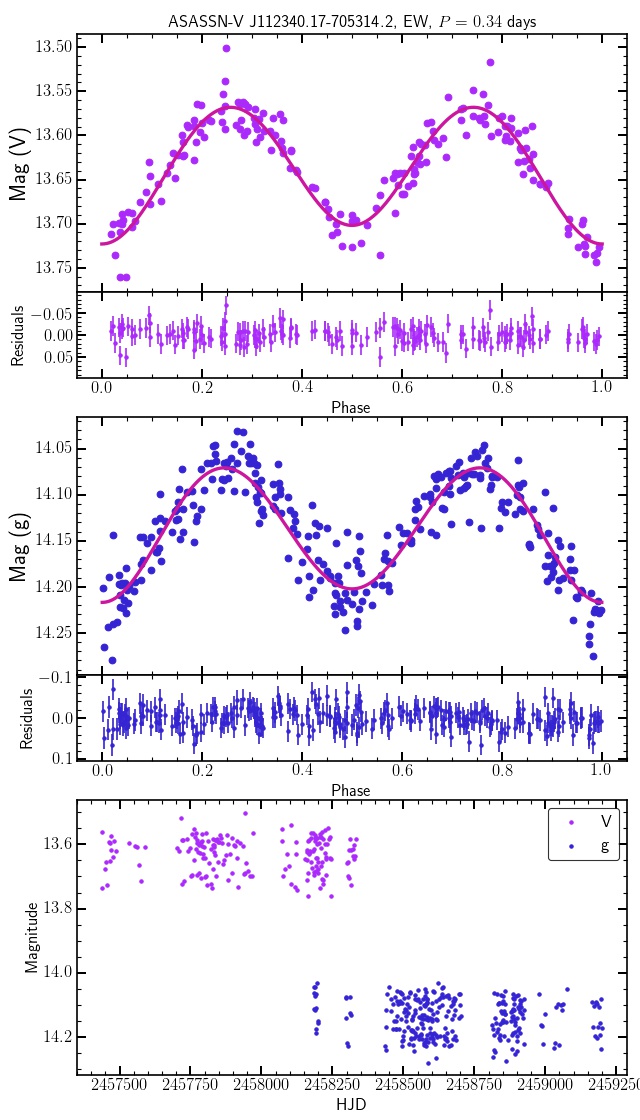 ASASSN-V J112340.17-705314.2, EW, P = 0.34 days
13.50
13.55
13.60
13.65
13.70
13.75
Mag (V)
−0.05
0.00
0.05
Residuals
0.0 0.2 0.4 0.6 0.8 1.0
Phase
14.05
14.10
14.15
14.20
14.25
Mag (g)
−0.1
0.0
0.1
Residuals
0.0 0.2 0.4 0.6 0.8 1.0
Phase
V
g
13.6
13.8
14.0
14.2
Magnitude
2457500 2457750 2458000 2458250 2458500 2458750 2459000 245925
HJD